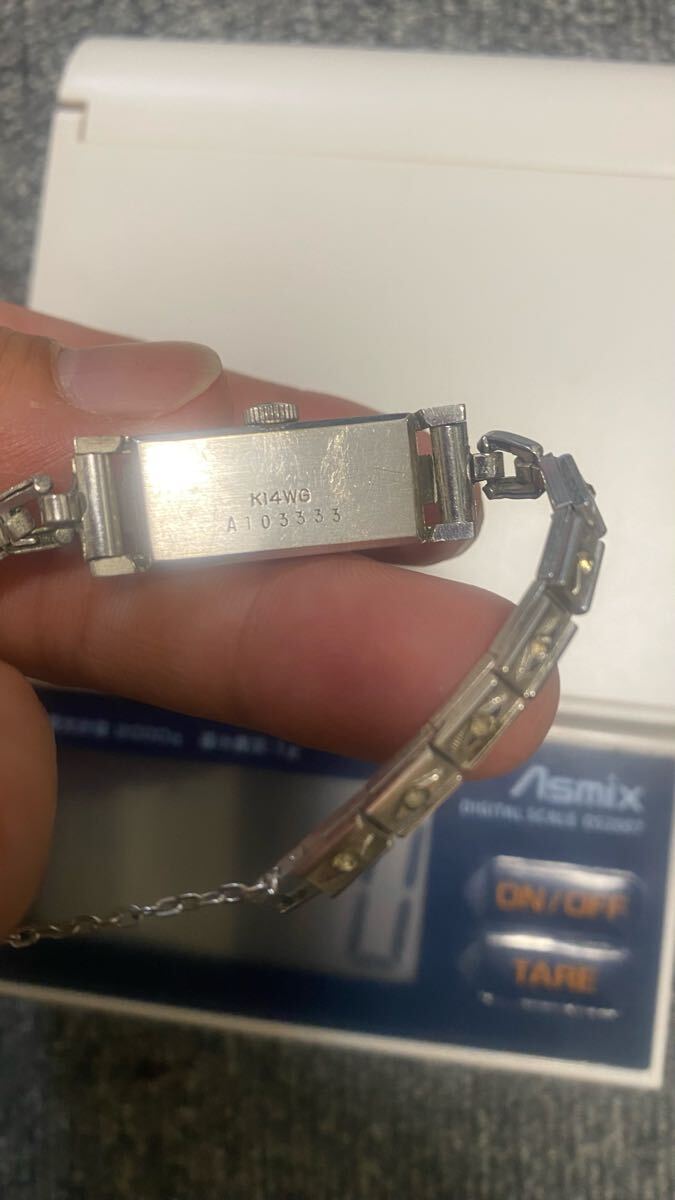 K14WG
A103333
Asmix
DIGITAL SCALE
ON/OFF
TARE